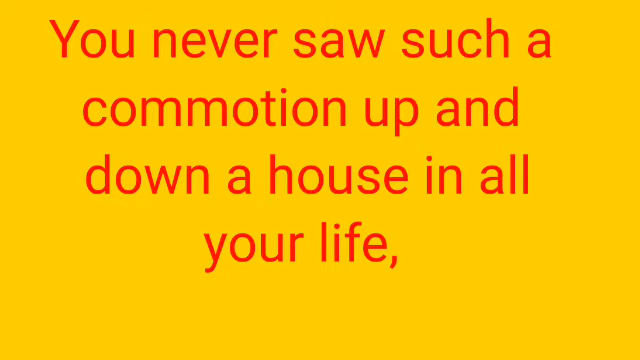 You never saw such a
commotion up and
down a house in all
your life,